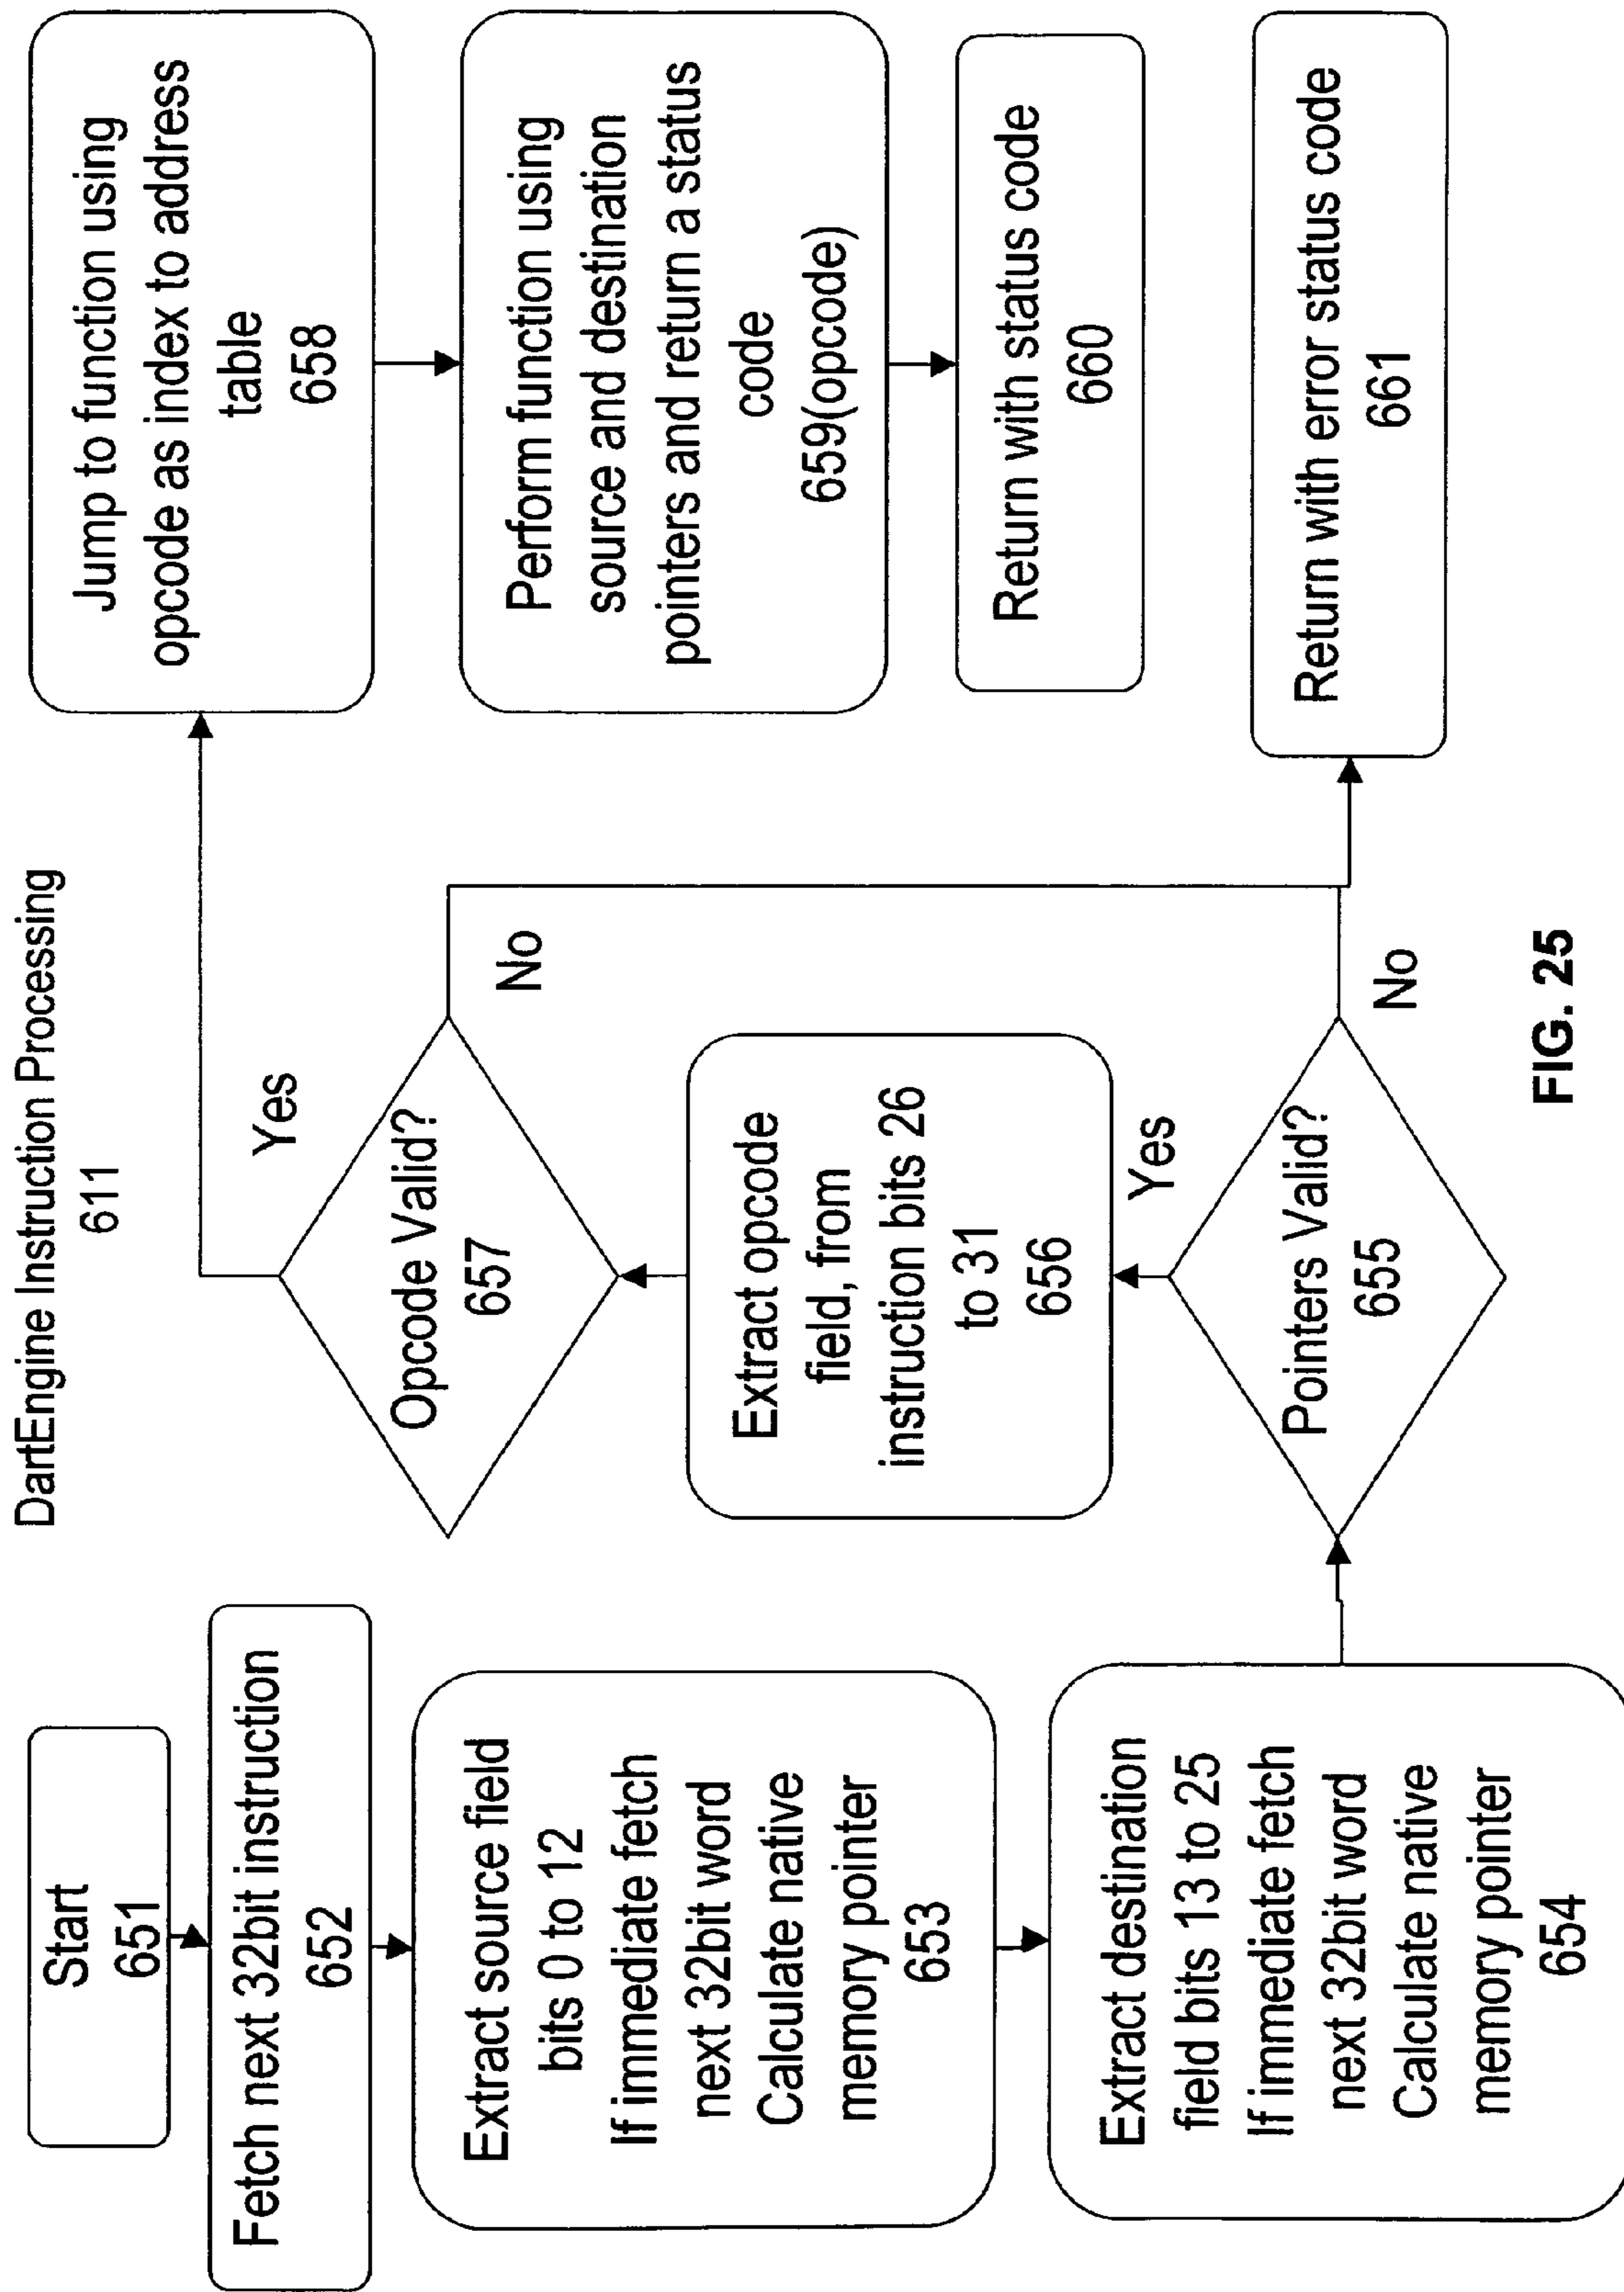 DartEngine Instruction Processing
611
Start
651
Fetch next 32bit instruction
652
Extract source field
bits 0 to 12
If immediate fetch
next 32bit word
Calculate native
memory pointer
653
Extract destination
field bits 13 to 25
If immediate fetch
next 32bit word
Calculate native
memory pointer
654
Pointers Valid?
655
Yes
No
Extract opcode
field, from
instruction bits 26
to 31
656
Opcode Valid?
657
Yes
No
Jump to function using
opcode as index to address
table
658
Perform function using
source and destination
pointers and return a status
code
659(opcode)
Return with status code
660
Return with error status code
661
FIG. 25